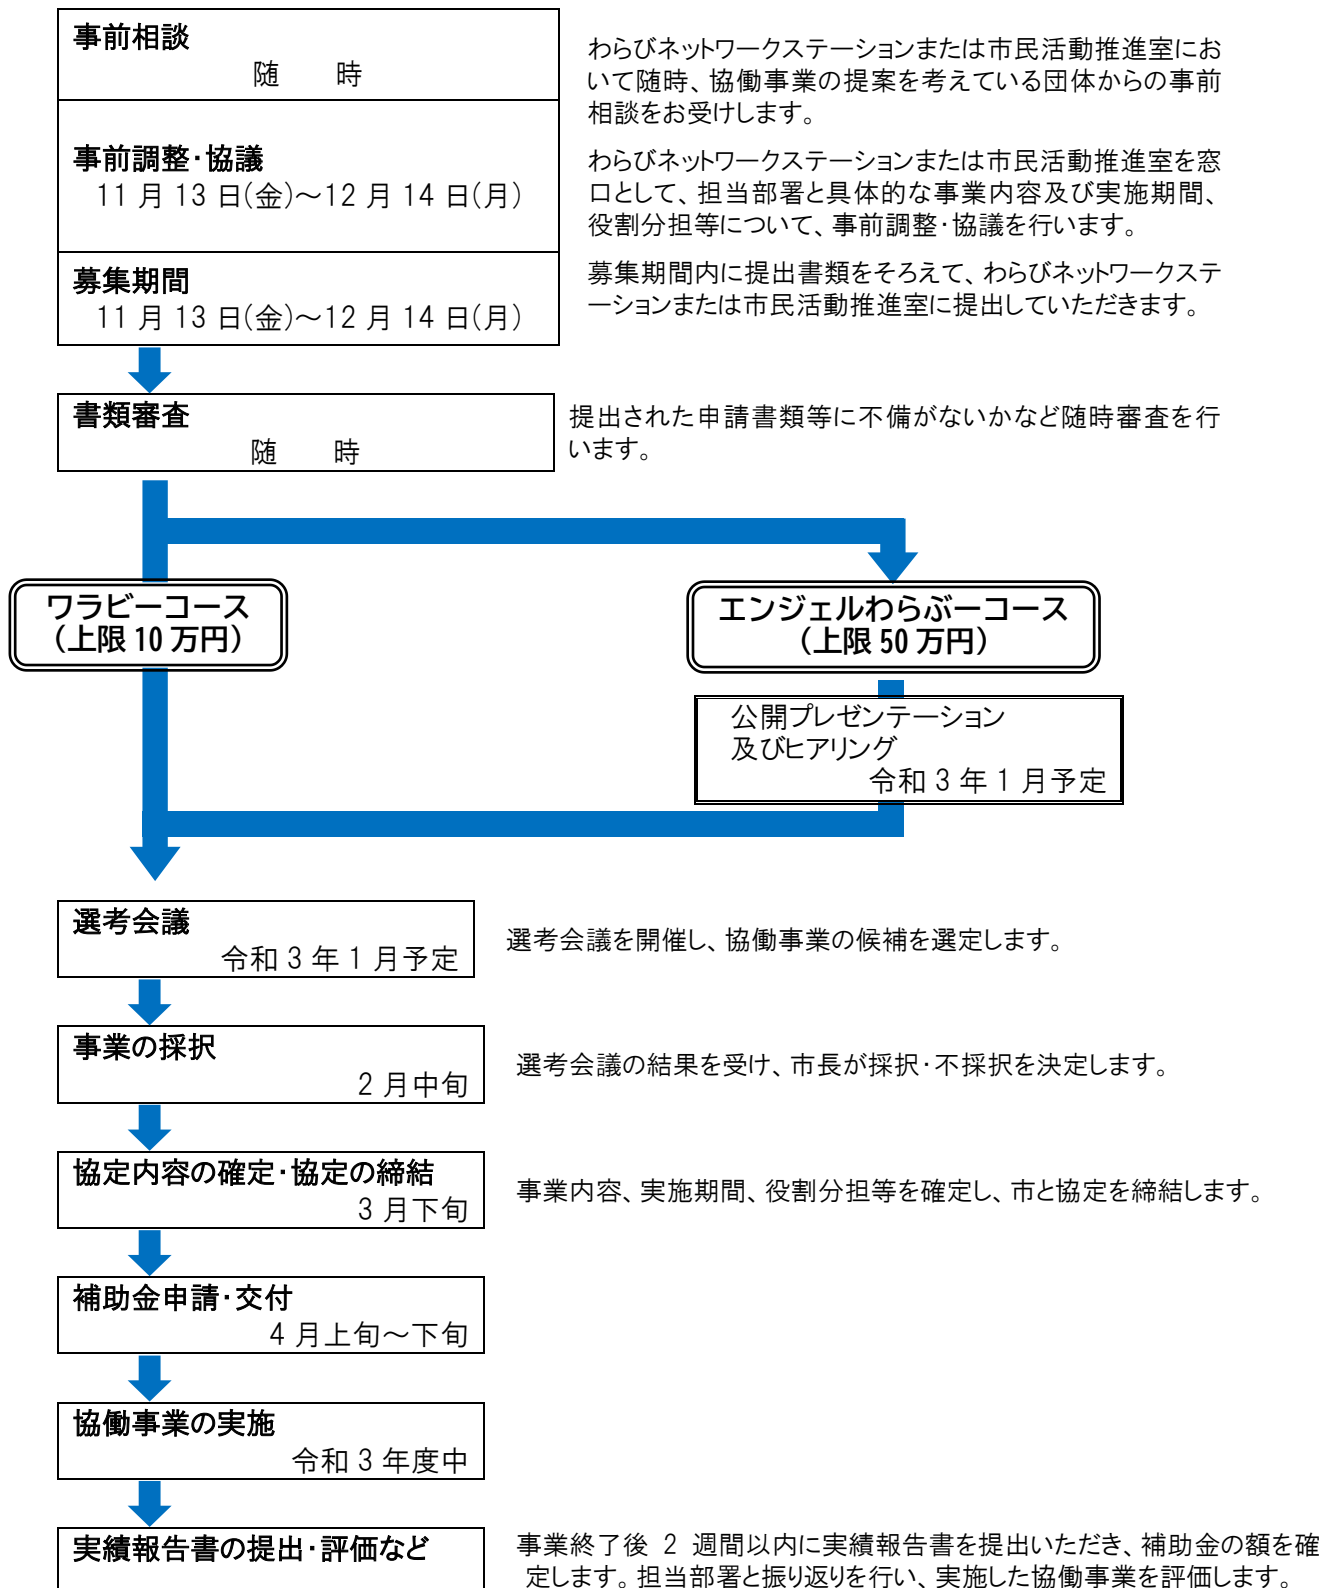 事前相談
随　　時
わらびネットワークステーションまたは市民活動推進室にお
いて随時、協働事業の提案を考えている団体からの事前
相談をお受けします。
事前調整・協議
11 月 13 日(金)～12 月 14 日(月)
わらびネットワークステーションまたは市民活動推進室を窓
口として、担当部署と具体的な事業内容及び実施期間、
役割分担等について、事前調整・協議を行います。
募集期間
11 月 13 日(金)～12 月 14 日(月)
募集期間内に提出書類をそろえて、わらびネットワークステ
ーションまたは市民活動推進室に提出していただきます。
書類審査
随　　時
提出された申請書類等に不備がないかなど随時審査を行
います。
ワラビーコース
（上限 10 万円）
エンジェルわらぶーコース
（上限 50 万円）
公開プレゼンテーション
及びヒアリング
令和 3 年 1 月予定
選考会議
令和 3 年 1 月予定
選考会議を開催し、協働事業の候補を選定します。
事業の採択
2 月中旬
選考会議の結果を受け、市長が採択・不採択を決定します。
協定内容の確定・協定の締結
3 月下旬
事業内容、実施期間、役割分担等を確定し、市と協定を締結します。
補助金申請・交付
4 月上旬～下旬
協働事業の実施
令和 3 年度中
実績報告書の提出・評価など
事業終了後 2 週間以内に実績報告書を提出いただき、補助金の額を確
定します。担当部署と振り返りを行い、実施した協働事業を評価します。